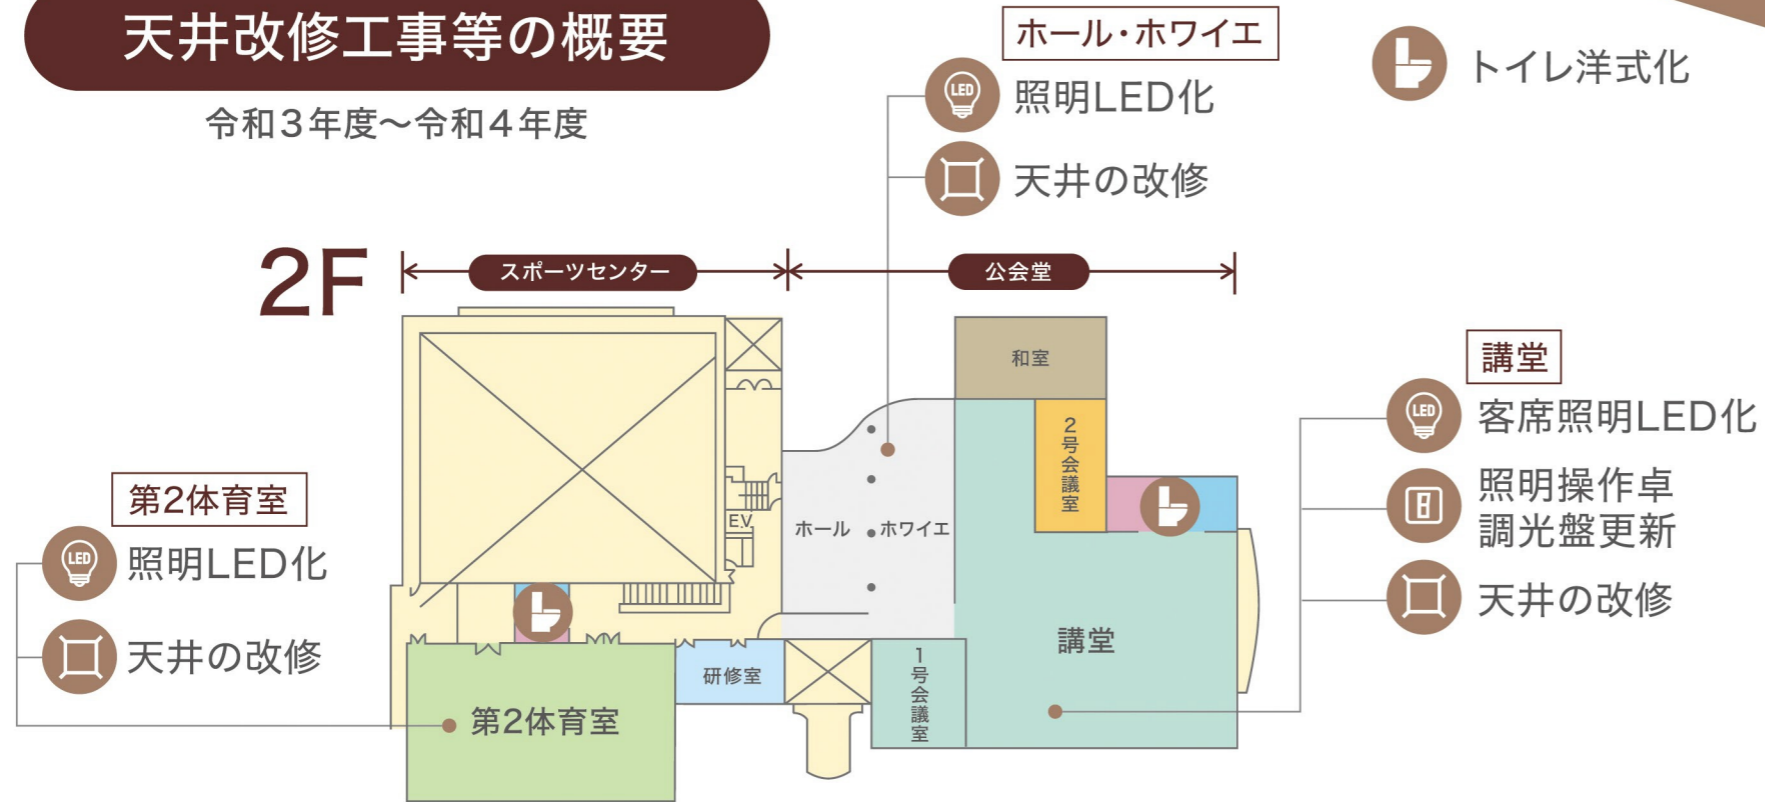 天井改修工事等の概要
令和3年度～令和4年度
ホール・ホワイエ
LED
照明LED化
天井の改修
トイレ洋式化
2F
スポーツセンター
公会堂
和室
2号会議室
講堂
LED
客席照明LED化
照明操作卓
調光盤更新
天井の改修
第2体育室
LED
照明LED化
天井の改修
EV
ホール
ホワイエ
研修室
1号会議室
講堂
第2体育室